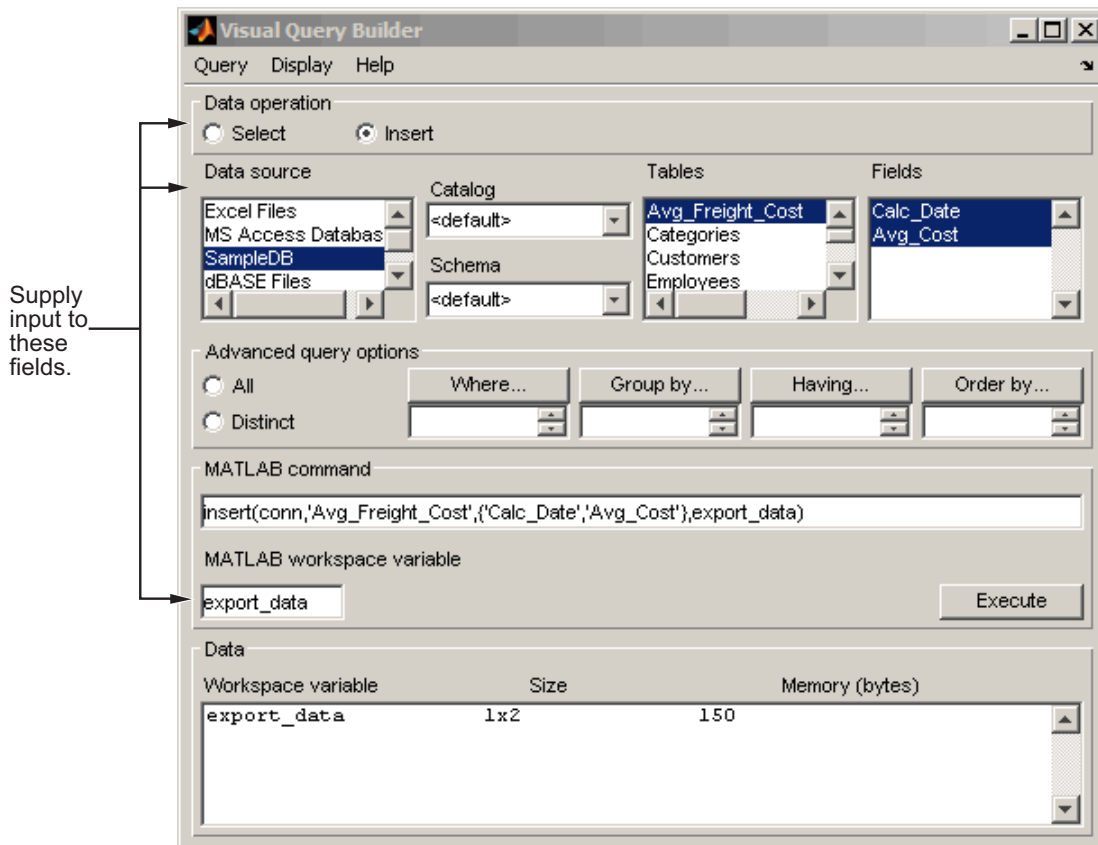 Visual Query Builder
Query Display Help
Data operation
Select Insert
Data source
Excel Files
MS Access Databas
SampleDB
dBASE Files
Catalog
<default>
Schema
<default>
Tables
Avg_Freight_Cost
Categories
Customers
Employees
Fields
Calc_Date
Avg_Cost
Supply
input to
these
fields.
Advanced query options
All
Distinct
Where... Group by... Having... Order by...
MATLAB command
insert(conn,'Avg_Freight_Cost',{'Calc_Date','Avg_Cost'},export_data)
MATLAB workspace variable
export_data Execute
Data
Workspace variable Size Memory (bytes)
export_data 1x2 150